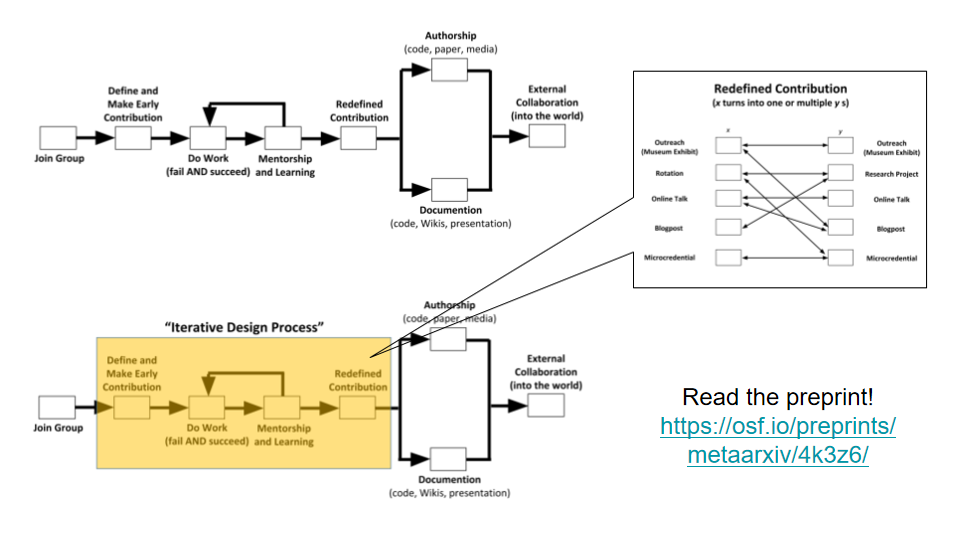 Authorship
(code, paper, media)
Define and
Make Early
Contribution
Redefined
Contribution
External
Collaboration
(into the world)
Join Group
Do Work
(fail AND succeed)
Mentorship
and Learning
Documention
(code, Wikis, presentation)
Redefined Contribution
(x turns into one or multiple y s)
x
y
Outreach
(Museum Exhibit)
Outreach
(Museum Exhibit)
Rotation
Research Project
Online Talk
Online Talk
Blogpost
Blogpost
Microcredential
Microcredential
"Iterative Design Process"
Authorship
(code, paper, media)
Define and
Make Early
Contribution
Redefined
Contribution
External
Collaboration
(into the world)
Join Group
Do Work
(fail AND succeed)
Mentorship
and Learning
Documention
(code, Wikis, presentation)
Read the preprint!
https://osf.io/preprints/
metaarxiv/4k3z6/